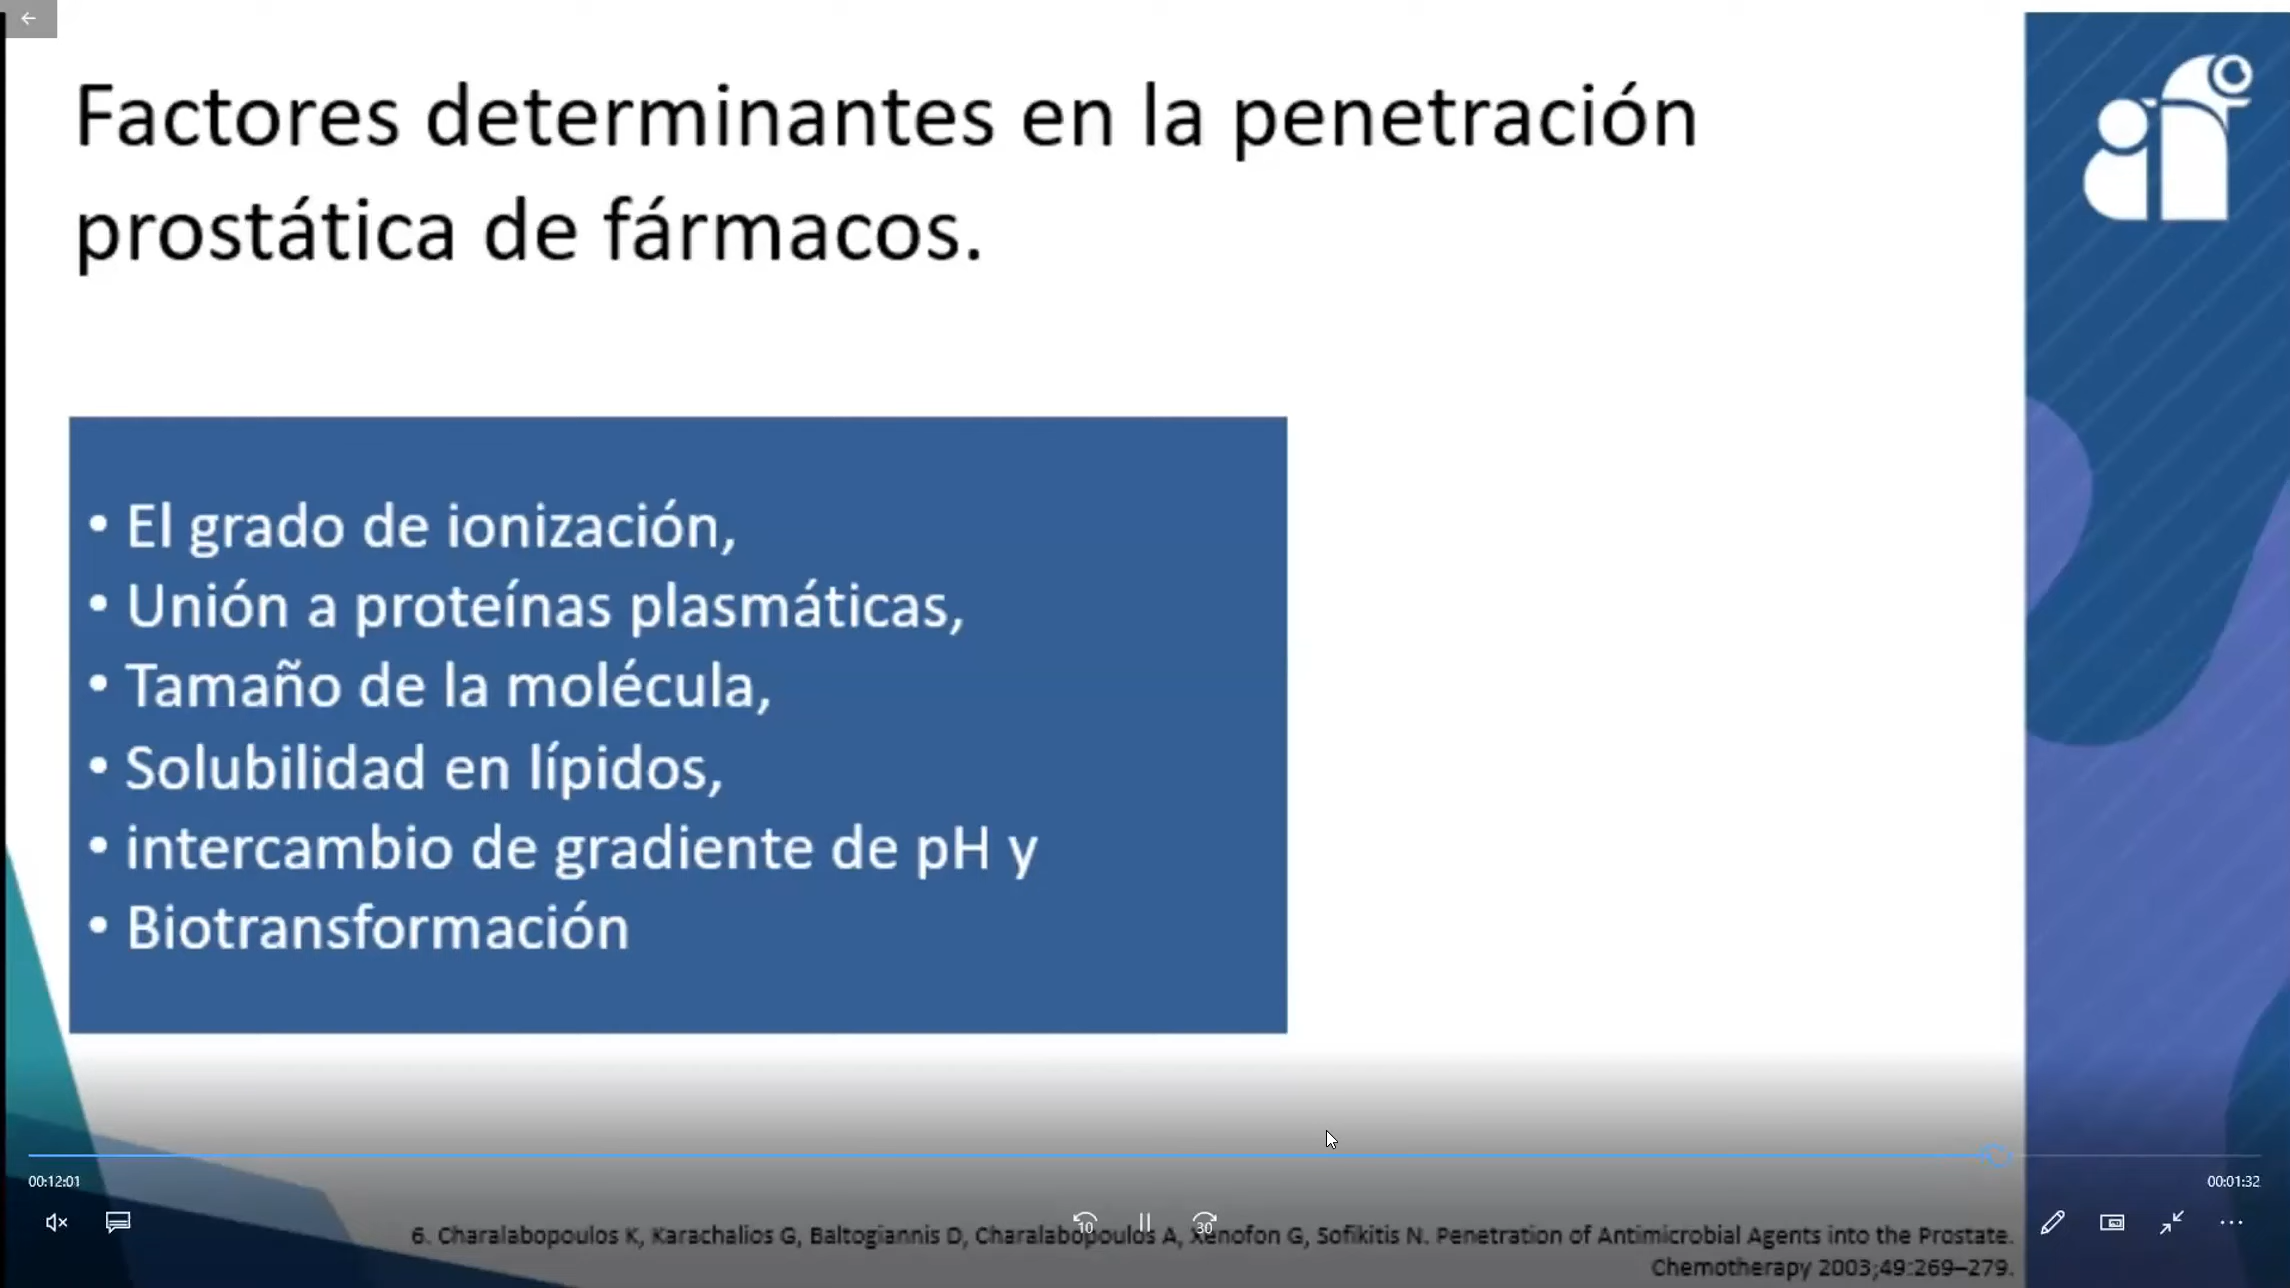 Factores determinantes en la penetración
prostática de fármacos.
• El grado de ionización,
• Unión a proteínas plasmáticas,
• Tamaño de la molécula,
• Solubilidad en lípidos,
• intercambio de gradiente de pH y
• Biotransformación
00:12:01
00:01:32
10
30
6. Charalabopoulos K, Karachalios G, Baltogiannis D, Charalabopoulos A, Xenofon G, Sofikitis N. Penetration of Antimicrobial Agents into the Prostate.
Chemotherapy 2003;49:269–279.